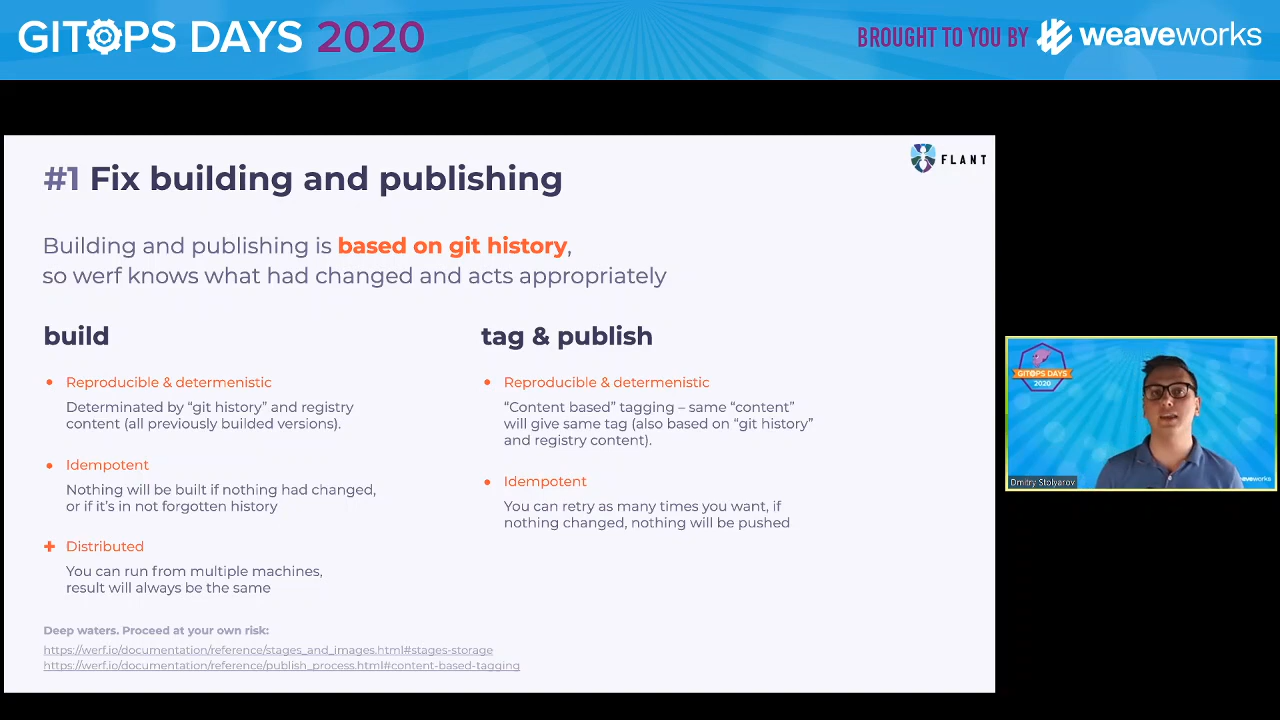 GITOPS DAYS 2020
BROUGHT TO YOU BY weaveworks
FLANT
#1 Fix building and publishing
Building and publishing is based on git history,
so werf knows what had changed and acts appropriately
build
• Reproducible & determenistic
Determinated by “git history” and registry
content (all previously builded versions).
• Idempotent
Nothing will be built if nothing had changed,
or if it’s in not forgotten history
+ Distributed
You can run from multiple machines,
result will always be the same
tag & publish
• Reproducible & determenistic
“Content based” tagging – same “content”
will give same tag (also based on “git history”
and registry content).
• Idempotent
You can retry as many times you want, if
nothing changed, nothing will be pushed
Deep waters. Proceed at your own risk:
https://werf.io/documentation/reference/stages_and_images.html#stages-storage
https://werf.io/documentation/reference/publish_process.html#content-based-tagging
GITOPS DAYS
2020
Dmitry Stolyarov
eaveworks